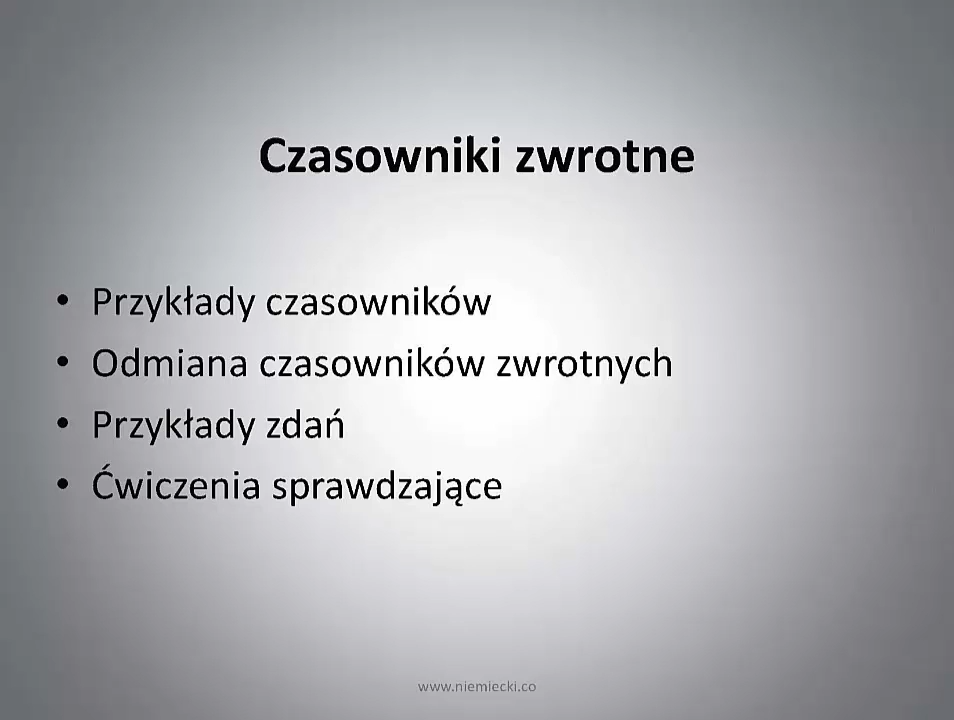 Czasowniki zwrotne
• Przykłady czasowników
• Odmiana czasowników zwrotnych
• Przykłady zdań
• Ćwiczenia sprawdzające
www.niemiecki.co